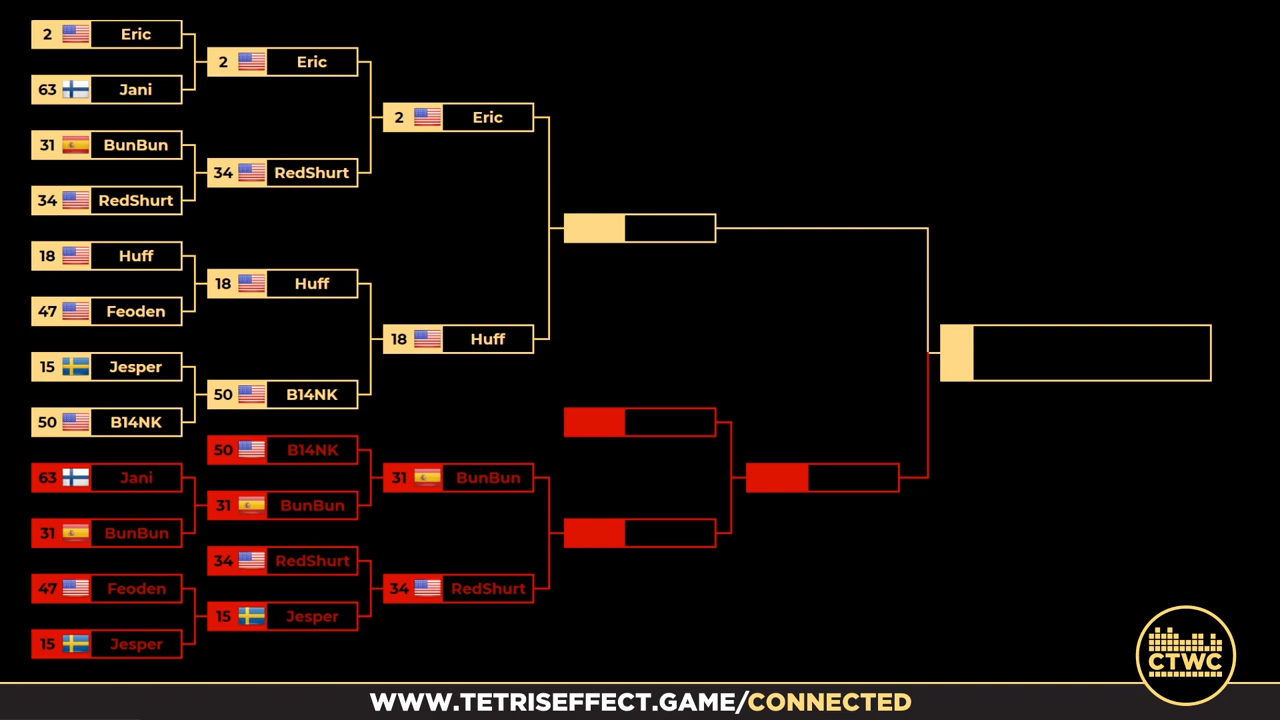 2 Eric
63 Jani
31 BunBun
34 RedShurt
18 Huff
47 Feoden
15 Jesper
50 B14NK
63 Jani
31 BunBun
47 Feoden
15 Jesper
2 Eric
34 RedShurt
18 Huff
50 B14NK
50 B14NK
31 BunBun
34 RedShurt
15 Jesper
2 Eric
18 Huff
31 BunBun
34 RedShurt
CTWC
WWW.TETRISEFFECT.GAME/CONNECTED